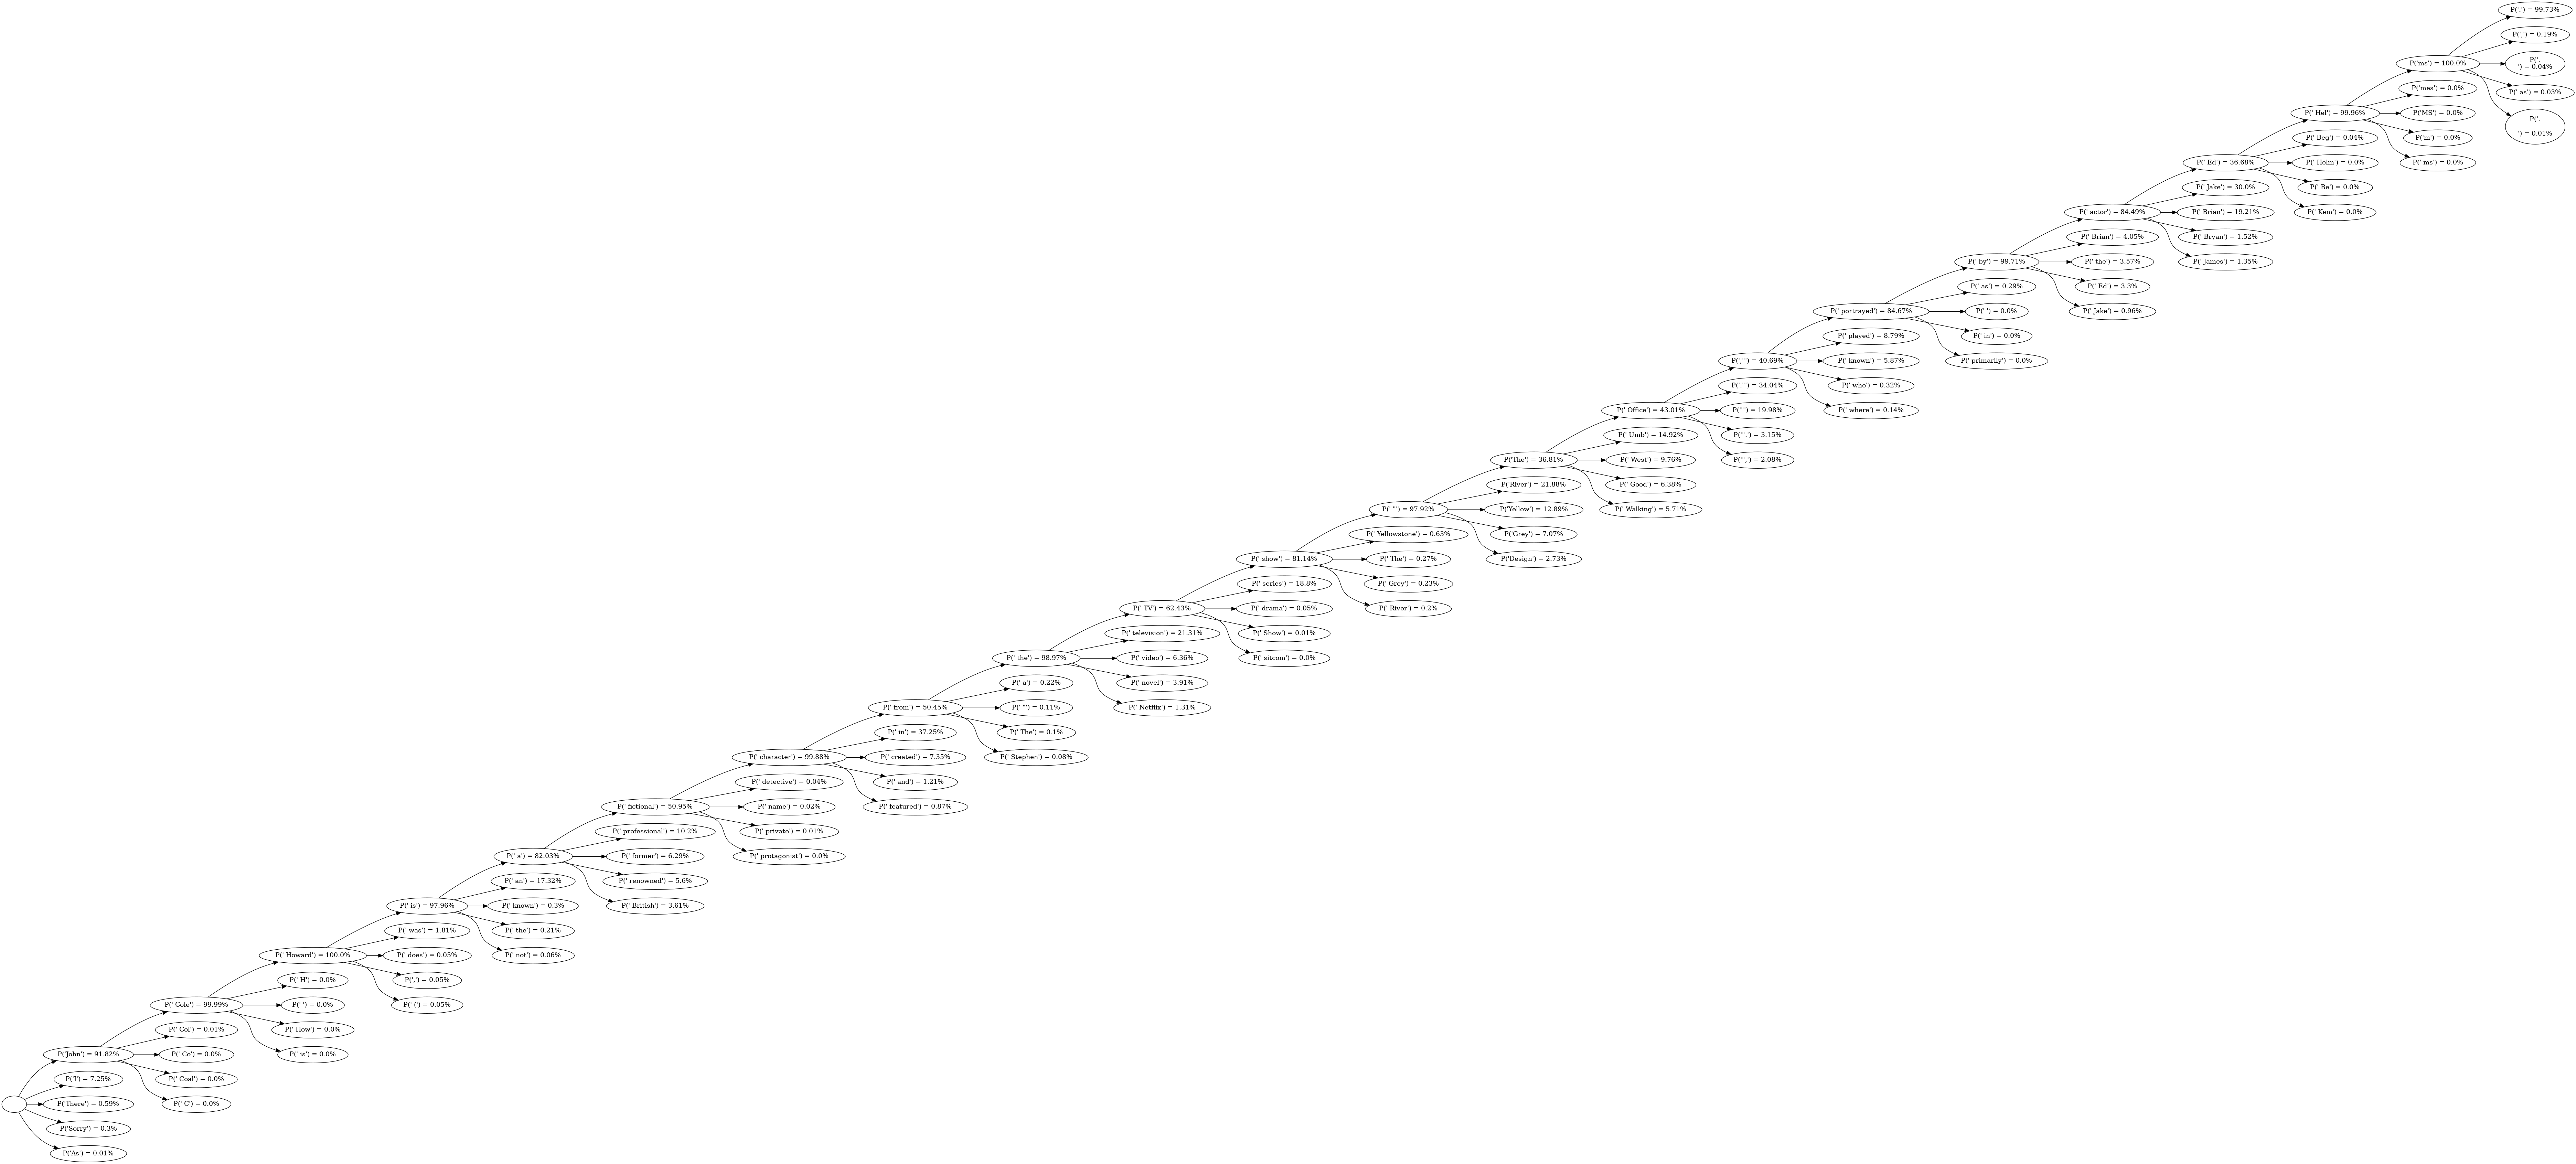 P('.') = 99.73%
P(',') = 0.19%
P('.
') = 0.04%
P(' as') = 0.03%
P('.

') = 0.01%
P('ms') = 100.0%
P('mes') = 0.0%
P('MS') = 0.0%
P('m') = 0.0%
P(' ms') = 0.0%
P(' Hel') = 99.96%
P(' Beg') = 0.04%
P(' Helm') = 0.0%
P(' Be') = 0.0%
P(' Kem') = 0.0%
P(' Ed') = 36.68%
P(' Jake') = 30.0%
P(' Brian') = 19.21%
P(' Bryan') = 1.52%
P(' James') = 1.35%
P(' actor') = 84.49%
P(' Brian') = 4.05%
P(' the') = 3.57%
P(' Ed') = 3.3%
P(' Jake') = 0.96%
P(' by') = 99.71%
P(' as') = 0.29%
P(' ') = 0.0%
P(' in') = 0.0%
P(' primarily') = 0.0%
P(' portrayed') = 84.67%
P(' played') = 8.79%
P(' known') = 5.87%
P(' who') = 0.32%
P(' where') = 0.14%
P(',"') = 40.69%
P('."') = 34.04%
P('"') = 19.98%
P('".') = 3.15%
P('",') = 2.08%
P(' Office') = 43.01%
P(' Umb') = 14.92%
P(' West') = 9.76%
P(' Good') = 6.38%
P(' Walking') = 5.71%
P('The') = 36.81%
P('River') = 21.88%
P('Yellow') = 12.89%
P('Grey') = 7.07%
P('Design') = 2.73%
P(' "') = 97.92%
P(' Yellowstone') = 0.63%
P(' The') = 0.27%
P(' Grey') = 0.23%
P(' River') = 0.2%
P(' show') = 81.14%
P(' series') = 18.8%
P(' drama') = 0.05%
P(' Show') = 0.01%
P(' sitcom') = 0.0%
P(' TV') = 62.43%
P(' television') = 21.31%
P(' video') = 6.36%
P(' novel') = 3.91%
P(' Netflix') = 1.31%
P(' the') = 98.97%
P(' a') = 0.22%
P(' "') = 0.11%
P(' The') = 0.1%
P(' Stephen') = 0.08%
P(' from') = 50.45%
P(' in') = 37.25%
P(' created') = 7.35%
P(' and') = 1.21%
P(' featured') = 0.87%
P(' character') = 99.88%
P(' detective') = 0.04%
P(' name') = 0.02%
P(' private') = 0.01%
P(' protagonist') = 0.0%
P(' fictional') = 50.95%
P(' professional') = 10.2%
P(' former') = 6.29%
P(' renowned') = 5.6%
P(' British') = 3.61%
P(' a') = 82.03%
P(' an') = 17.32%
P(' known') = 0.3%
P(' the') = 0.21%
P(' not') = 0.06%
P(' is') = 97.96%
P(' was') = 1.81%
P(' does') = 0.05%
P(',') = 0.05%
P(' (') = 0.05%
P(' Howard') = 100.0%
P(' H') = 0.0%
P(' ') = 0.0%
P(' How') = 0.0%
P(' is') = 0.0%
P(' Cole') = 99.99%
P(' Col') = 0.01%
P(' Co') = 0.0%
P(' Coal') = 0.0%
P('-C') = 0.0%
P('John') = 91.82%
P('I') = 7.25%
P('There') = 0.59%
P('Sorry') = 0.3%
P('As') = 0.01%